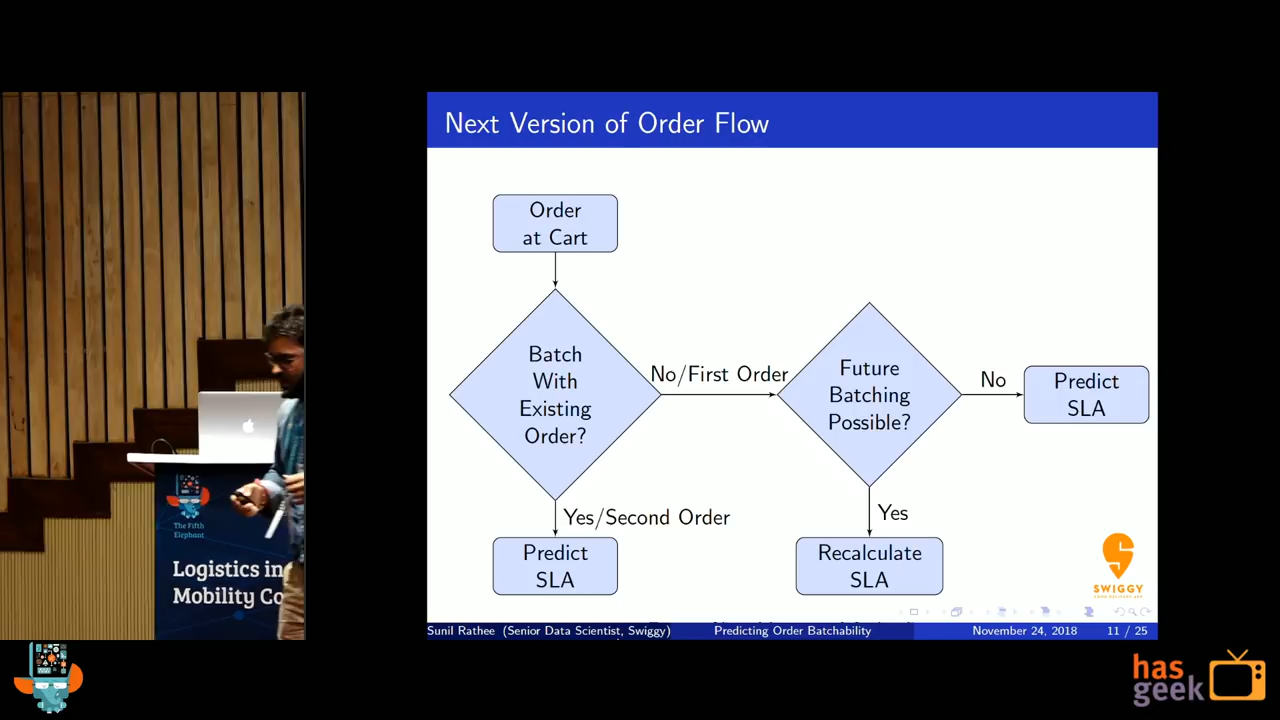 Next Version of Order Flow
Order
at Cart
Batch
With
Existing
Order?
No/First Order
Future
Batching
Possible?
No
Predict
SLA
Yes/Second Order
Yes
Predict
SLA
Recalculate
SLA
SWIGGY
Sunil Rathee (Senior Data Scientist, Swiggy)
Predicting Order Batchability
November 24, 2018
11 / 25
The Fifth
Elephant
Logistics in
Mobility Co
has
geek